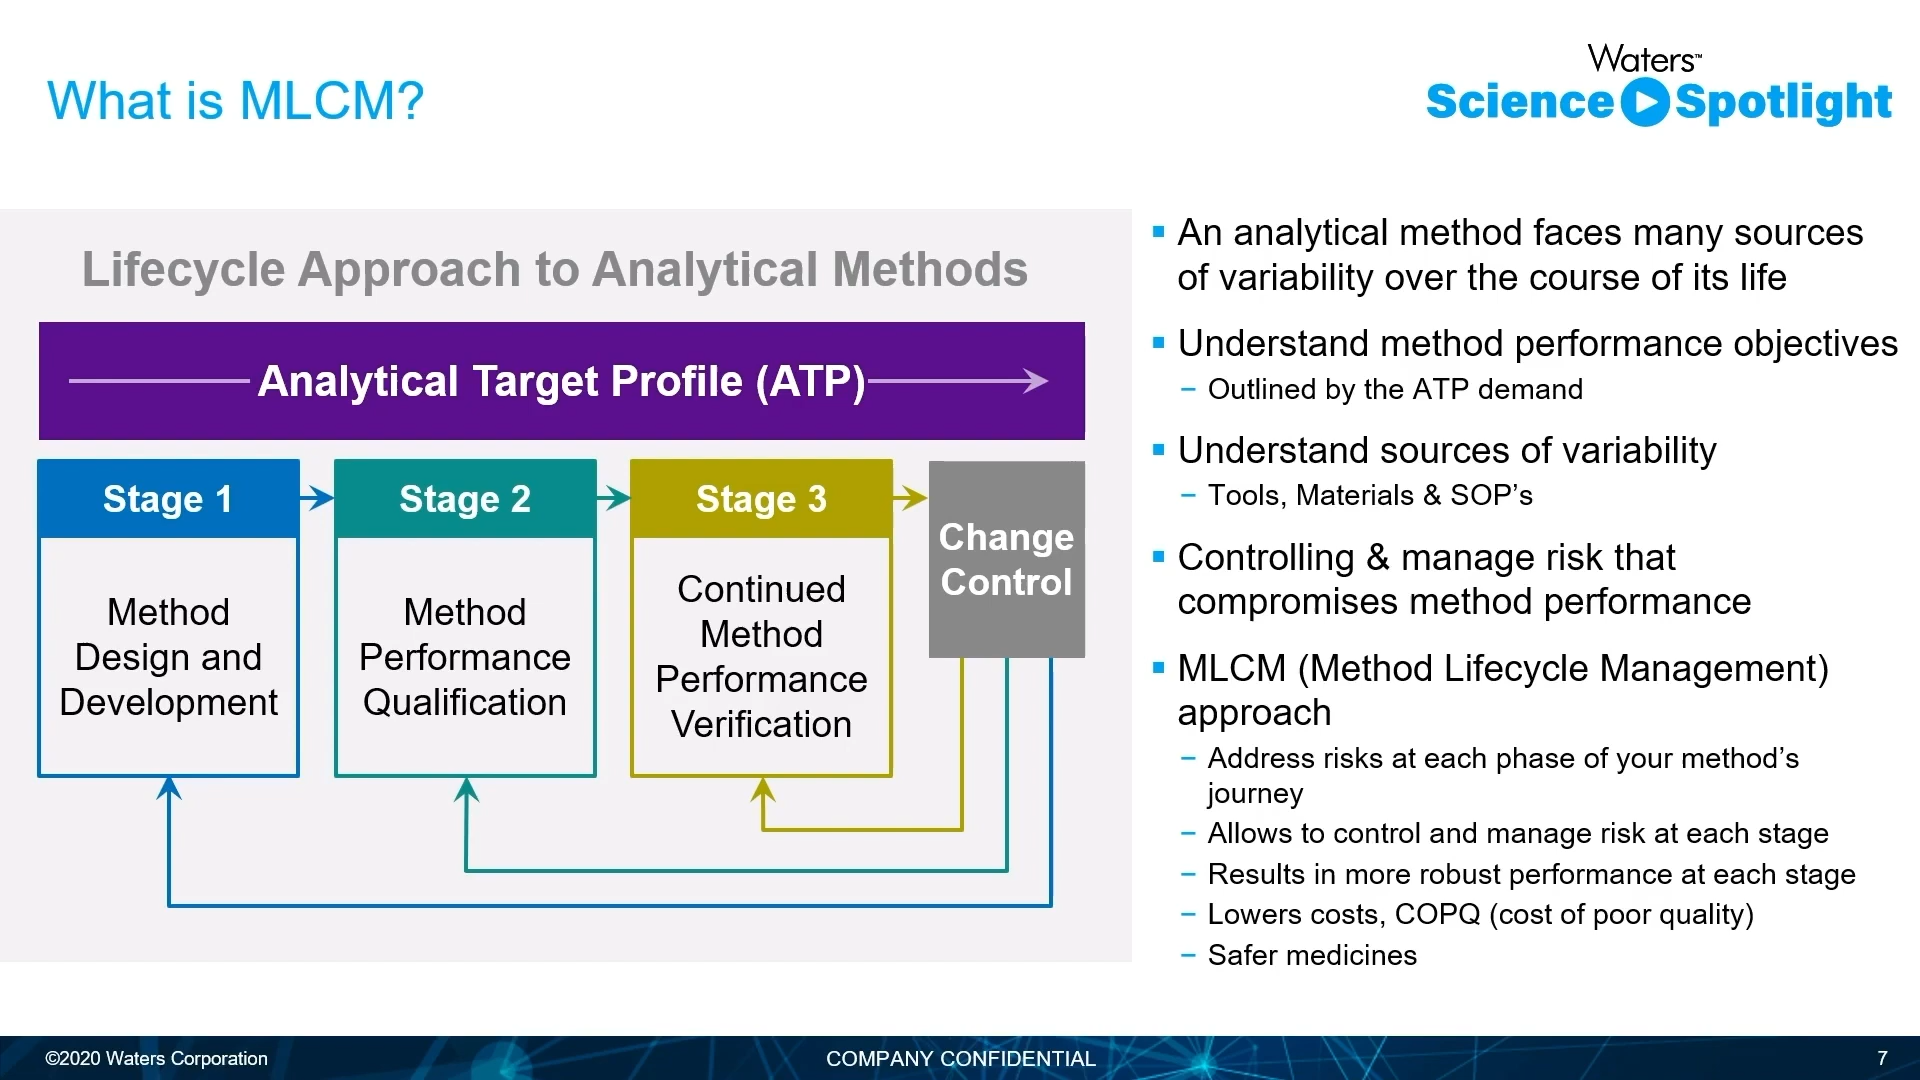 What is MLCM?
Waters™
Science Spotlight
Lifecycle Approach to Analytical Methods
Analytical Target Profile (ATP)
Stage 1
Method
Design and
Development
Stage 2
Method
Performance
Qualification
Stage 3
Continued
Method
Performance
Verification
Change
Control
An analytical method faces many sources
of variability over the course of its life
Understand method performance objectives
– Outlined by the ATP demand
Understand sources of variability
– Tools, Materials & SOP’s
Controlling & manage risk that
compromises method performance
MLCM (Method Lifecycle Management)
approach
– Address risks at each phase of your method’s
journey
– Allows to control and manage risk at each stage
– Results in more robust performance at each stage
– Lowers costs, COPQ (cost of poor quality)
– Safer medicines
©2020 Waters Corporation
COMPANY CONFIDENTIAL
7